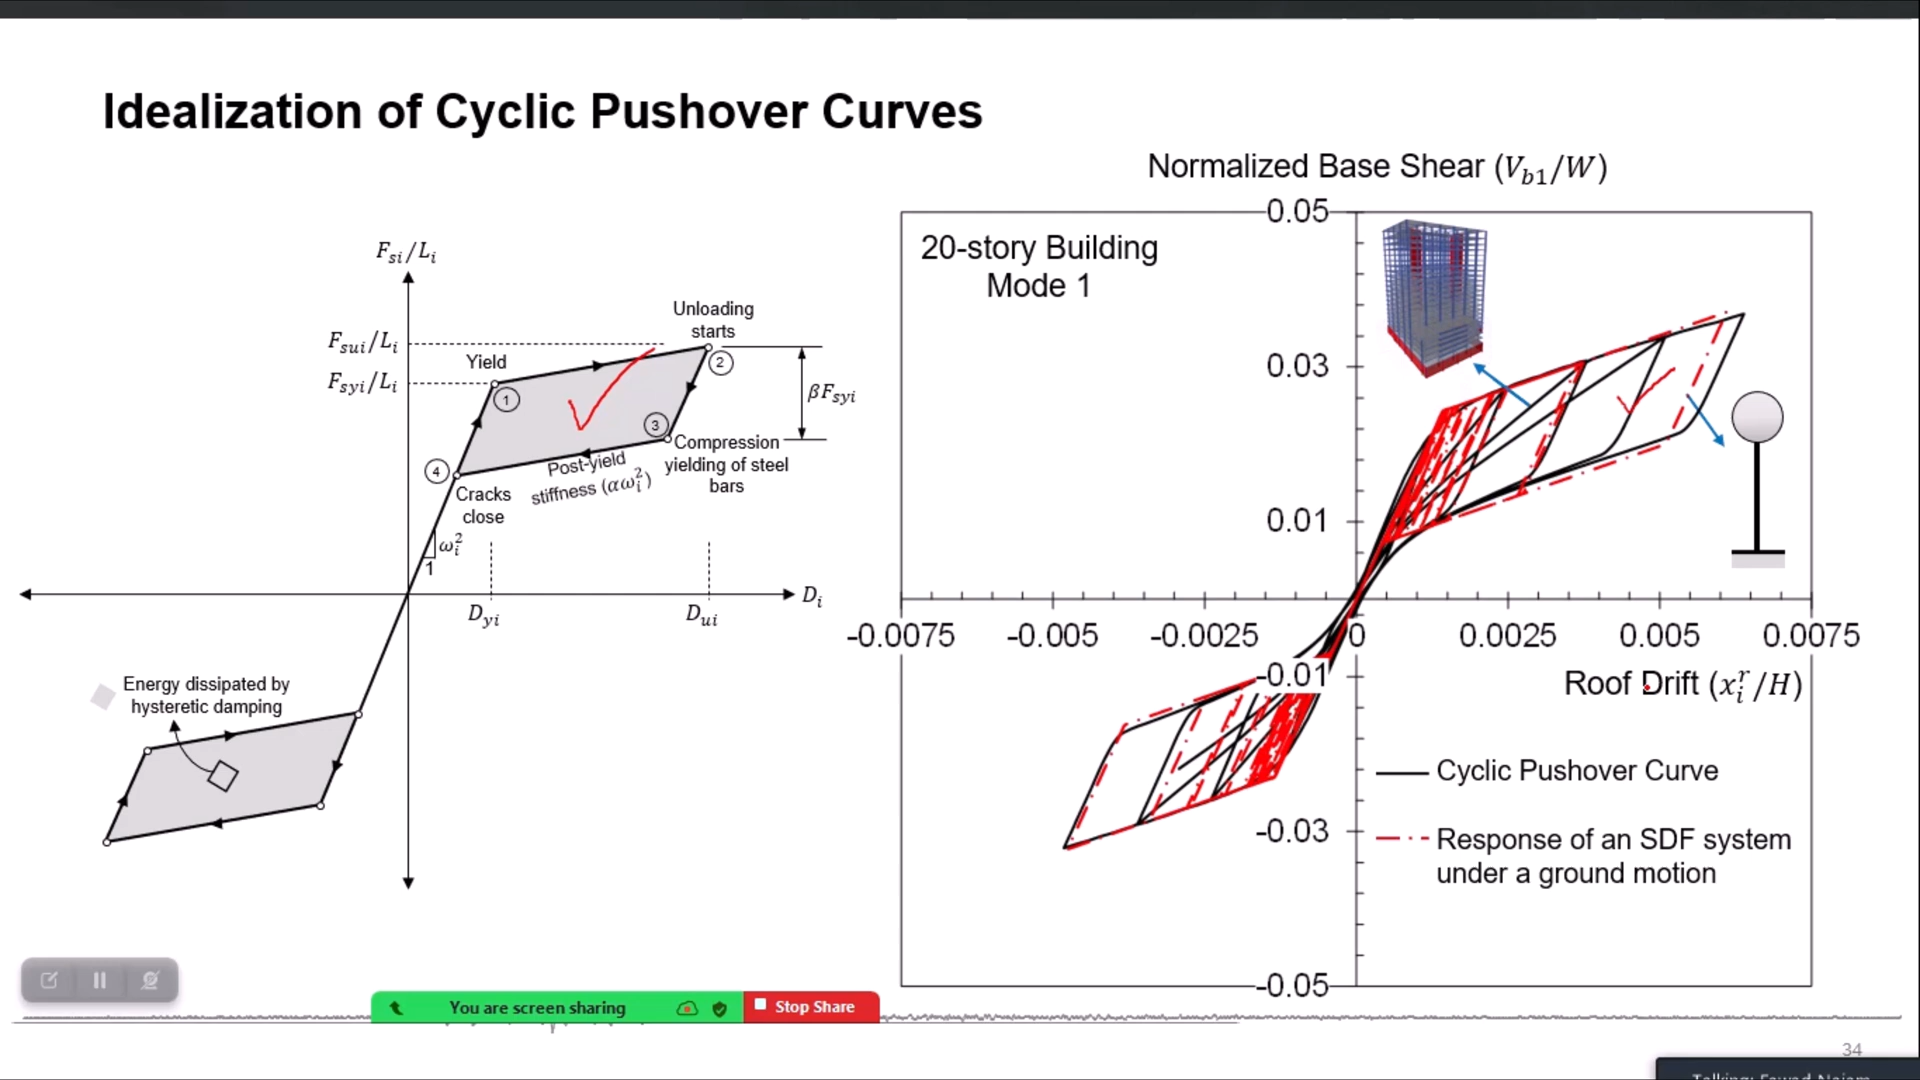 Idealization of Cyclic Pushover Curves
F_si/L_i
F_sui/L_i
F_syi/L_i
Yield
Unloading
starts
1
2
3
4
βF_syi
Compression
yielding of steel
bars
Post-yield
stiffness (αω_i^2)
Cracks
close
ω_i^2
1
D_i
D_yi
D_ui
Energy dissipated by
hysteretic damping
Normalized Base Shear (V_b1/W)
20-story Building
Mode 1
0.05
0.03
0.01
-0.0075 -0.005 -0.0025 0 0.0025 0.005 0.0075
-0.01
Roof Drift (x_i^r/H)
-0.03
-0.05
Cyclic Pushover Curve
Response of an SDF system
under a ground motion
You are screen sharing
Stop Share
34